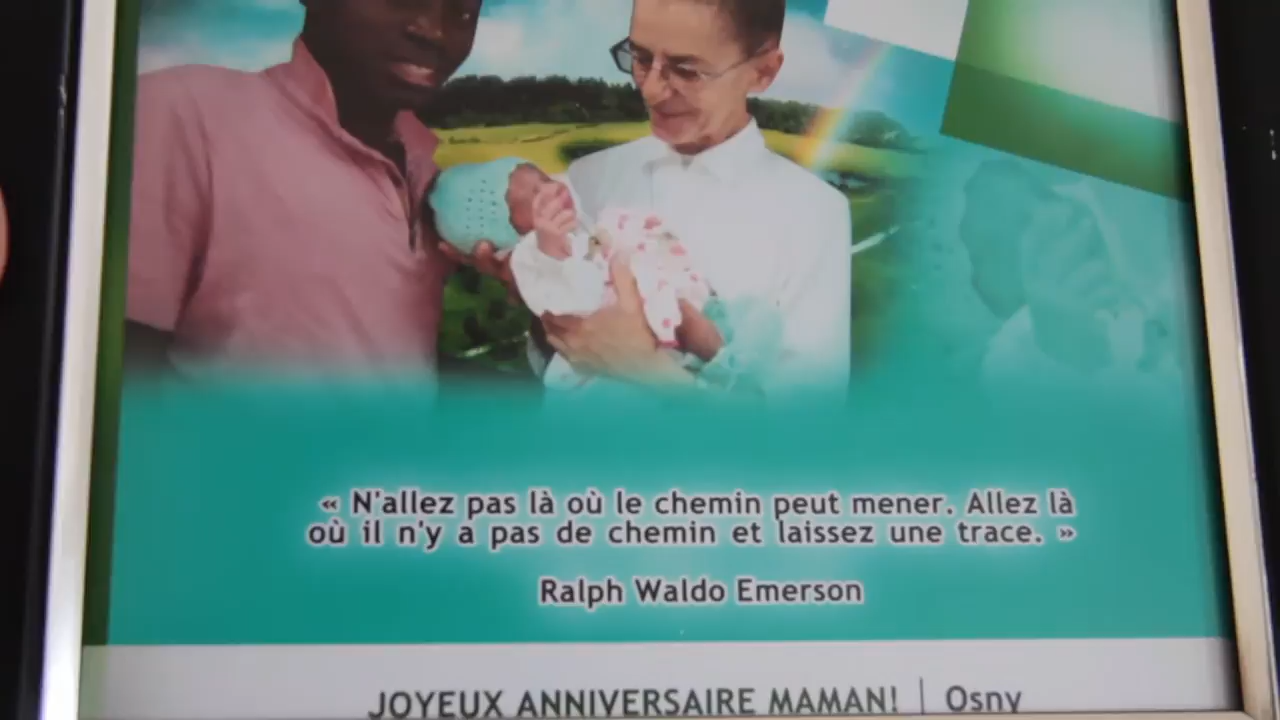 « N'allez pas là où le chemin peut mener. Allez là
où il n'y a pas de chemin et laissez une trace. »
Ralph Waldo Emerson
JOYEUX ANNIVERSAIRE MAMAN! | Osny